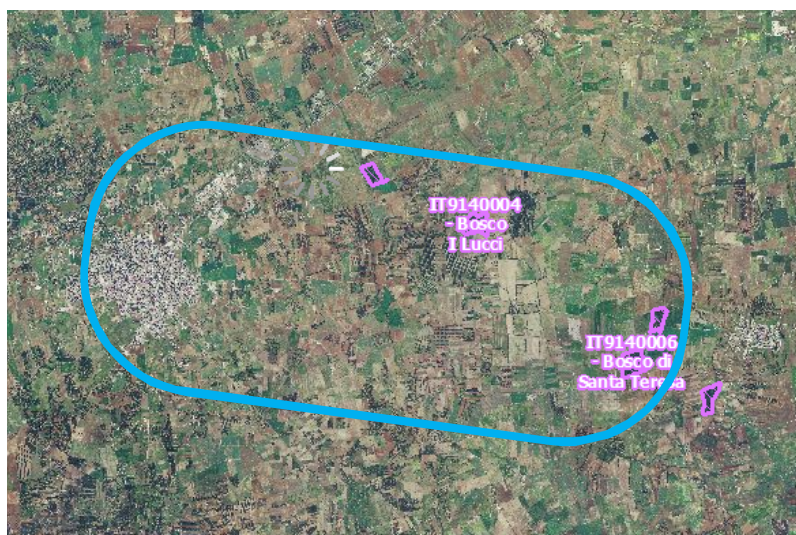 IT9140004
- Bosco
I Lucci
IT9140006
- Bosco di
Santa Teresa